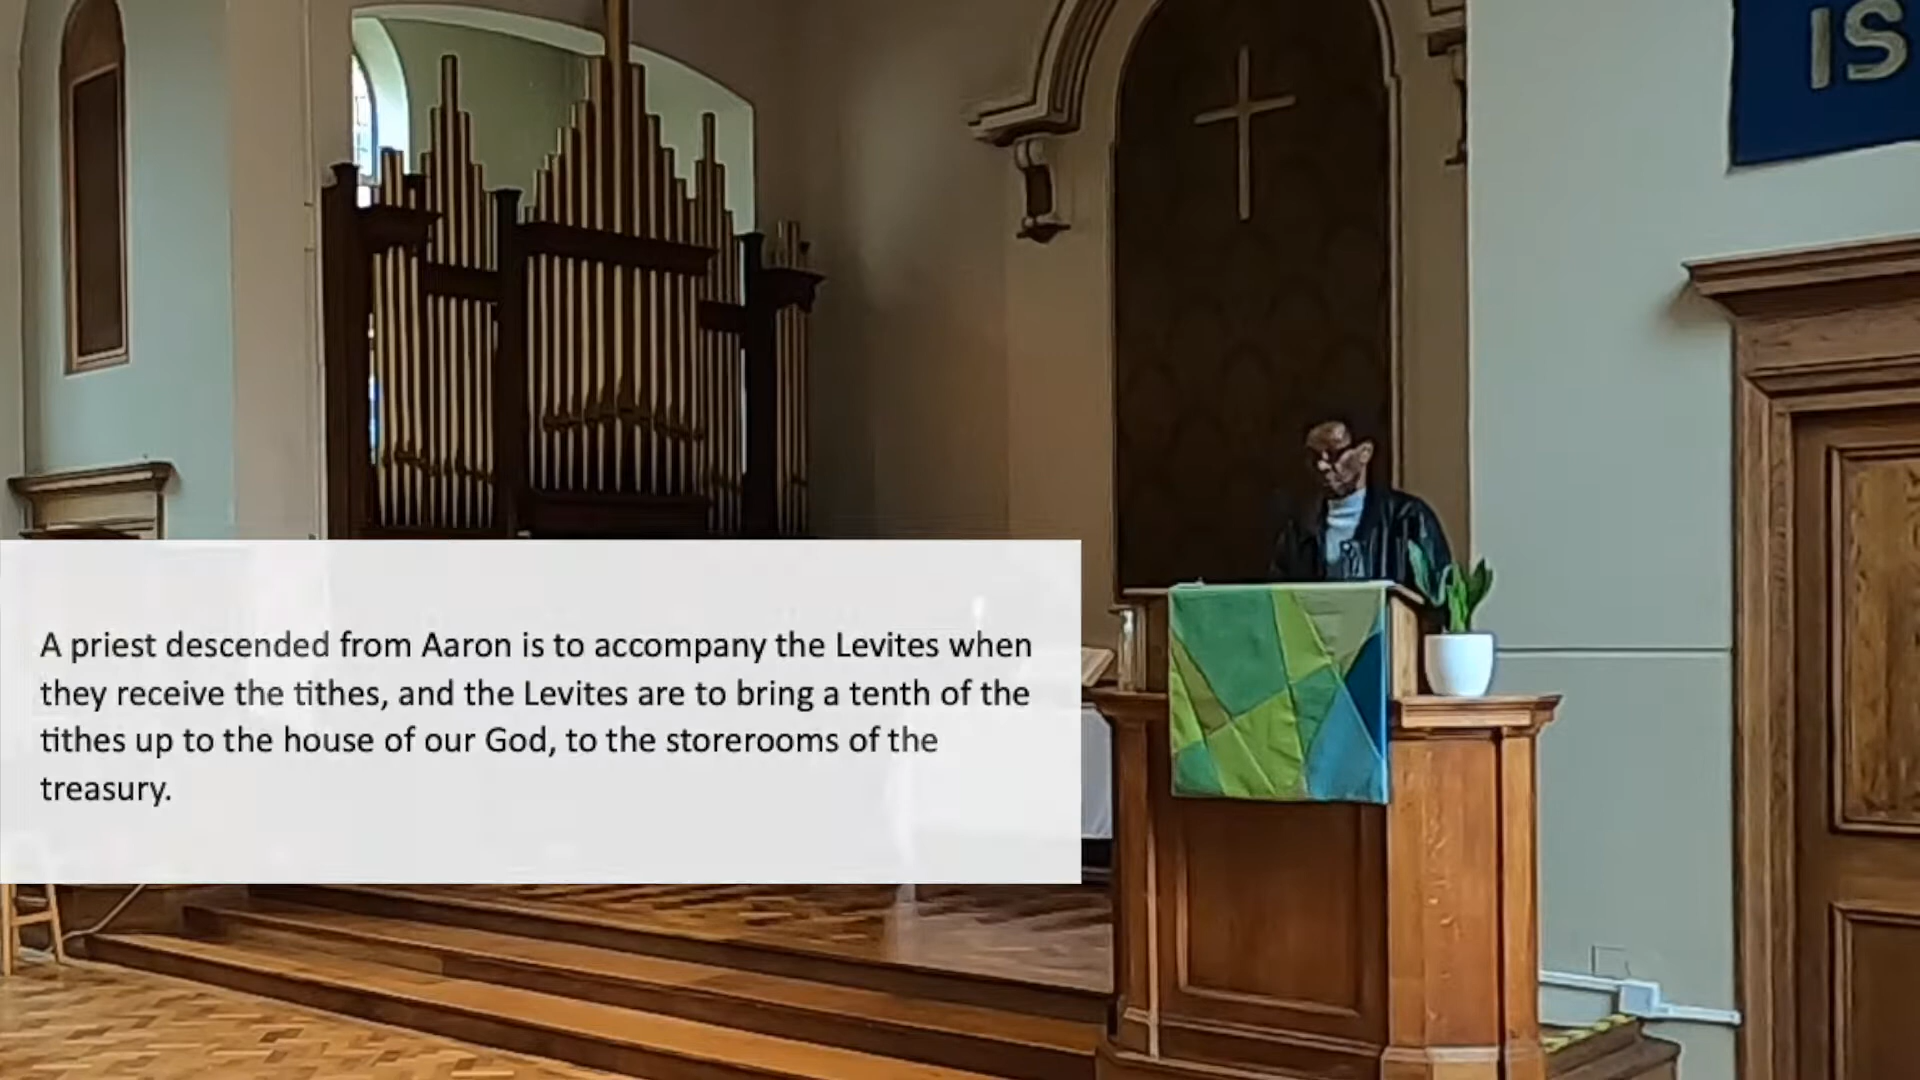 IS
A priest descended from Aaron is to accompany the Levites when
they receive the tithes, and the Levites are to bring a tenth of the
tithes up to the house of our God, to the storerooms of the
treasury.